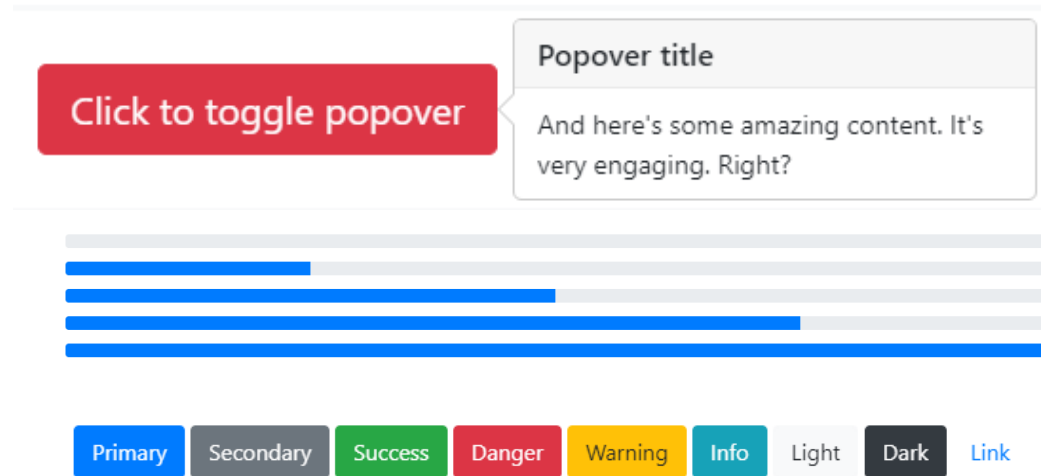 Popover title
Click to toggle popover
And here's some amazing content. It's
very engaging. Right?
Primary Secondary Success Danger Warning Info Light Dark Link